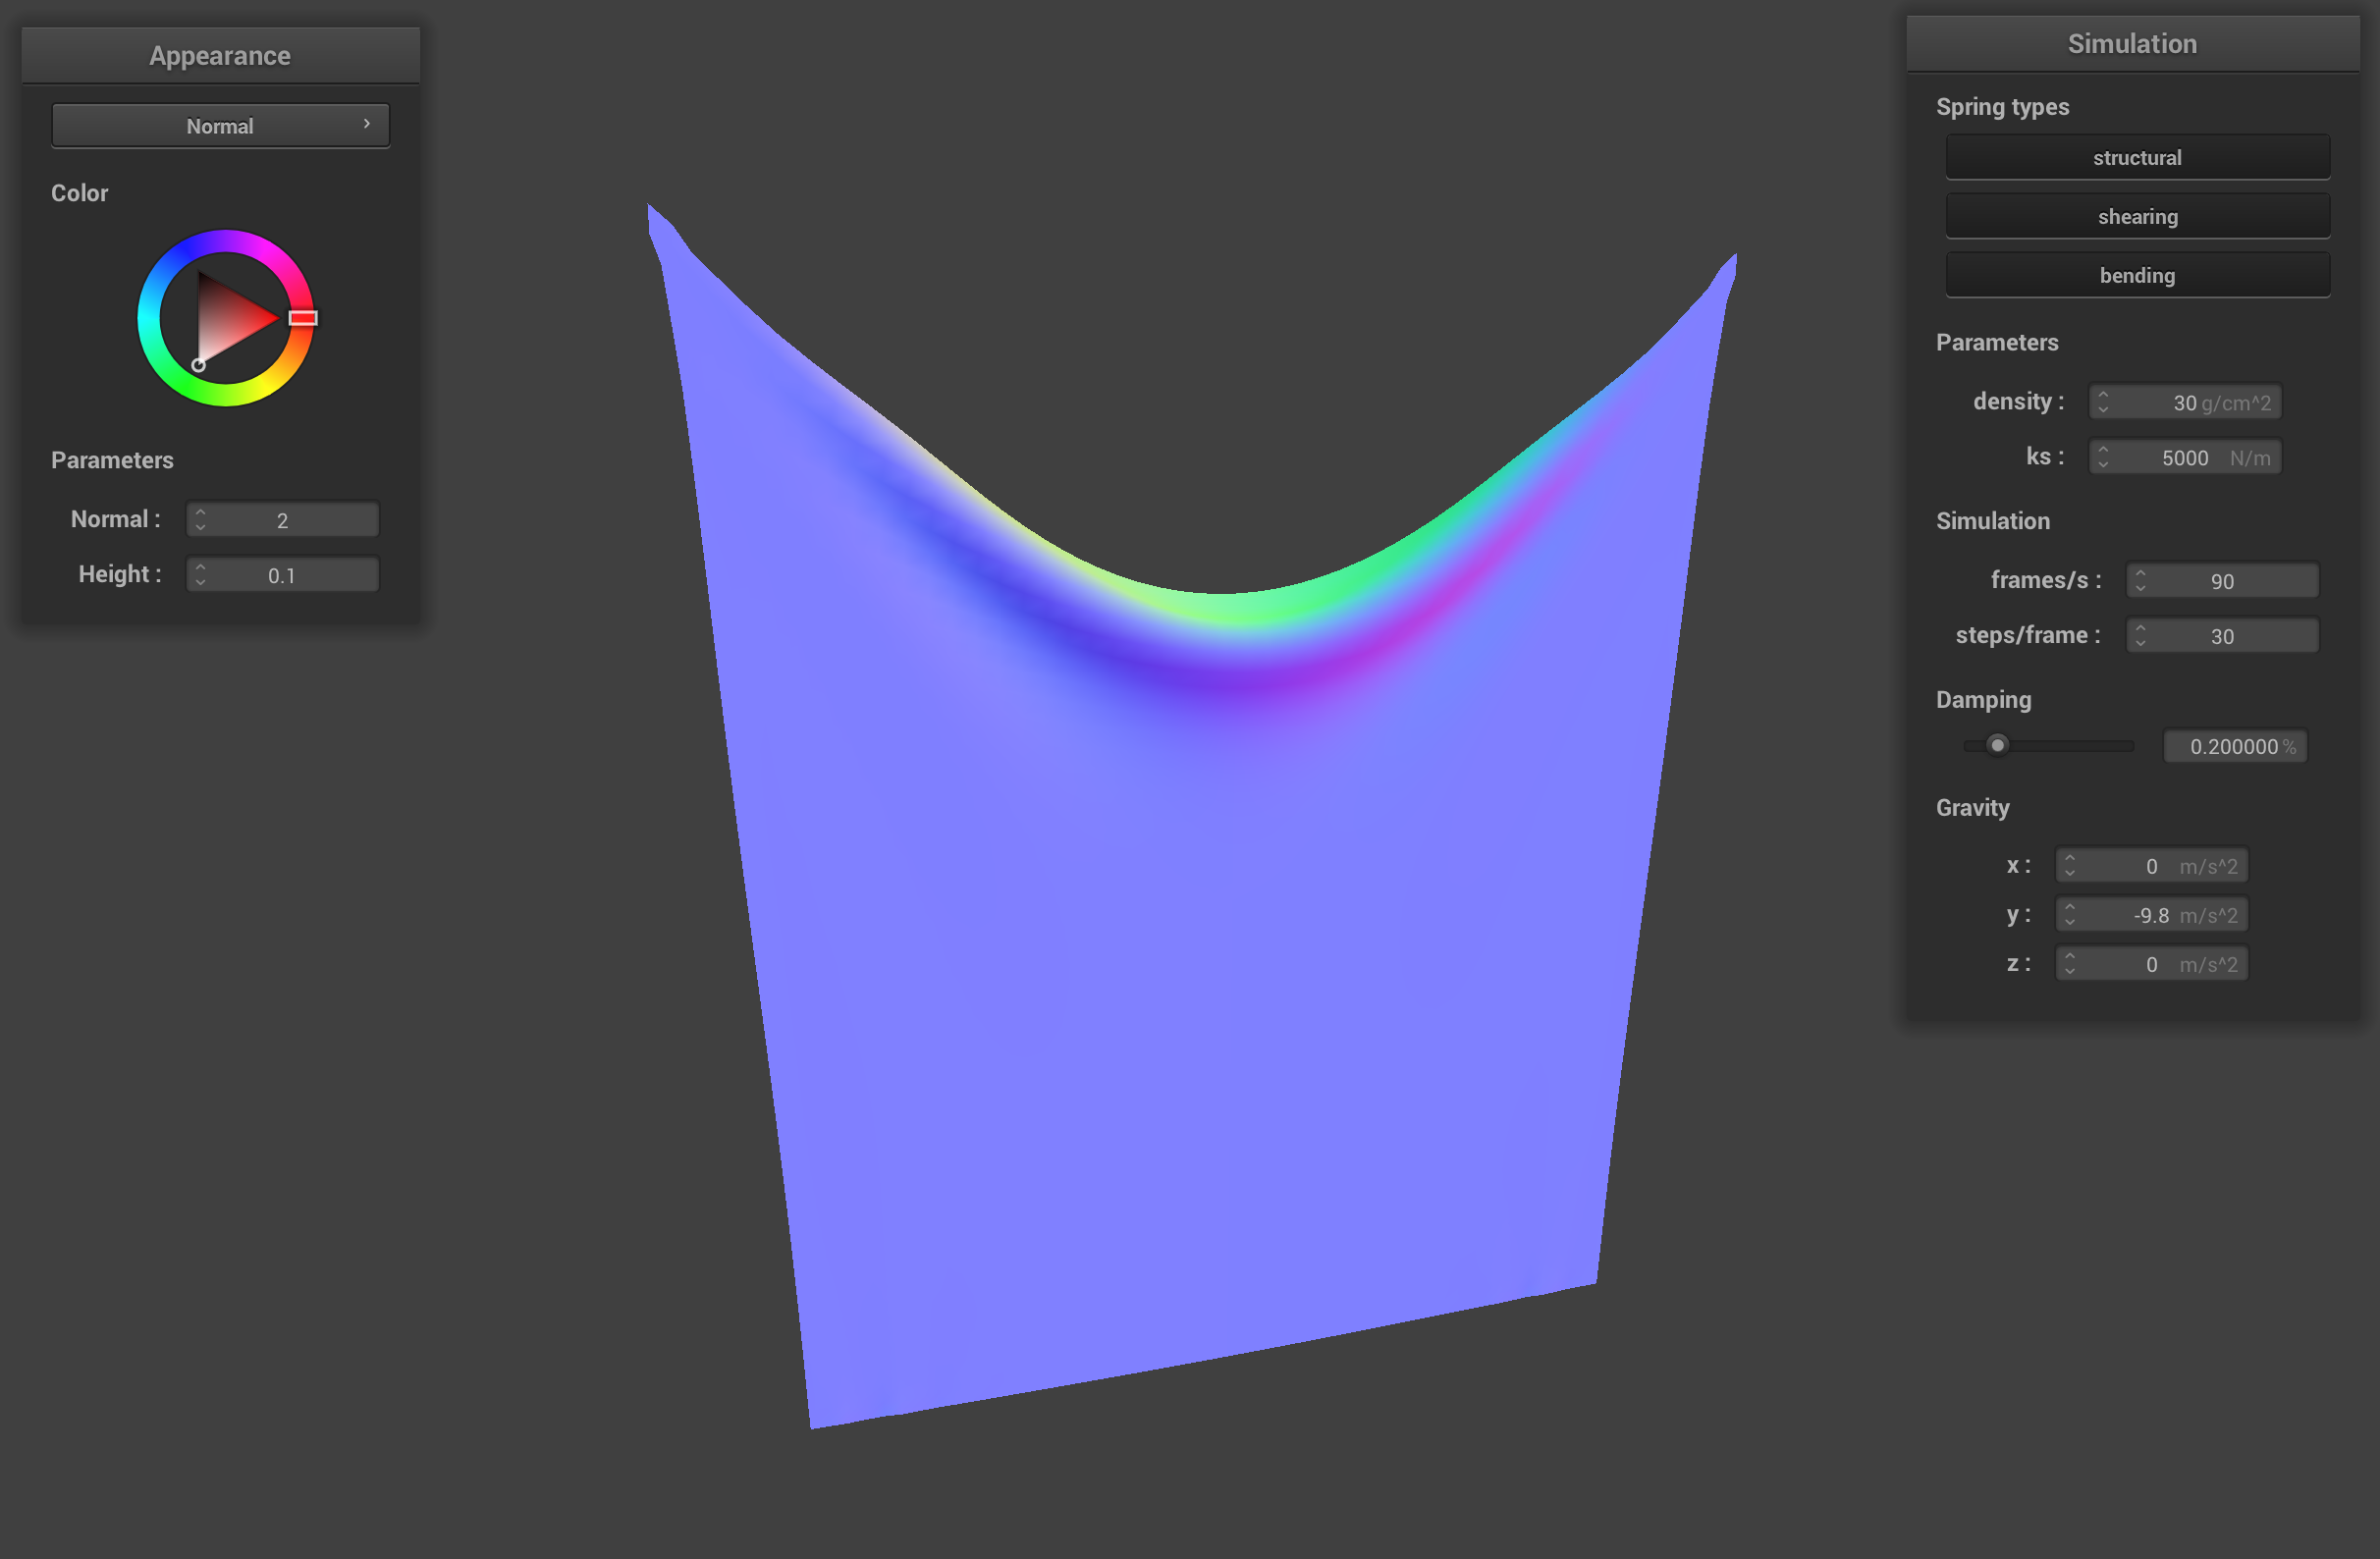 Appearance
Normal
Color
Parameters
Normal : 2
Height : 0.1
Simulation
Spring types
structural
shearing
bending
Parameters
density : 30 g/cm^2
ks : 5000 N/m
Simulation
frames/s : 90
steps/frame : 30
Damping
0.200000 %
Gravity
x : 0 m/s^2
y : -9.8 m/s^2
z : 0 m/s^2